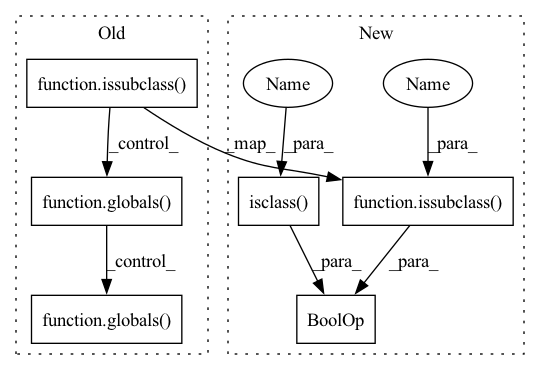 Old
New
function.issubclass()
Name
Name
_control_
_map_
_para_
_para_
function.globals()
isclass()
function.issubclass()
_control_
_para_
_para_
function.globals()
BoolOp